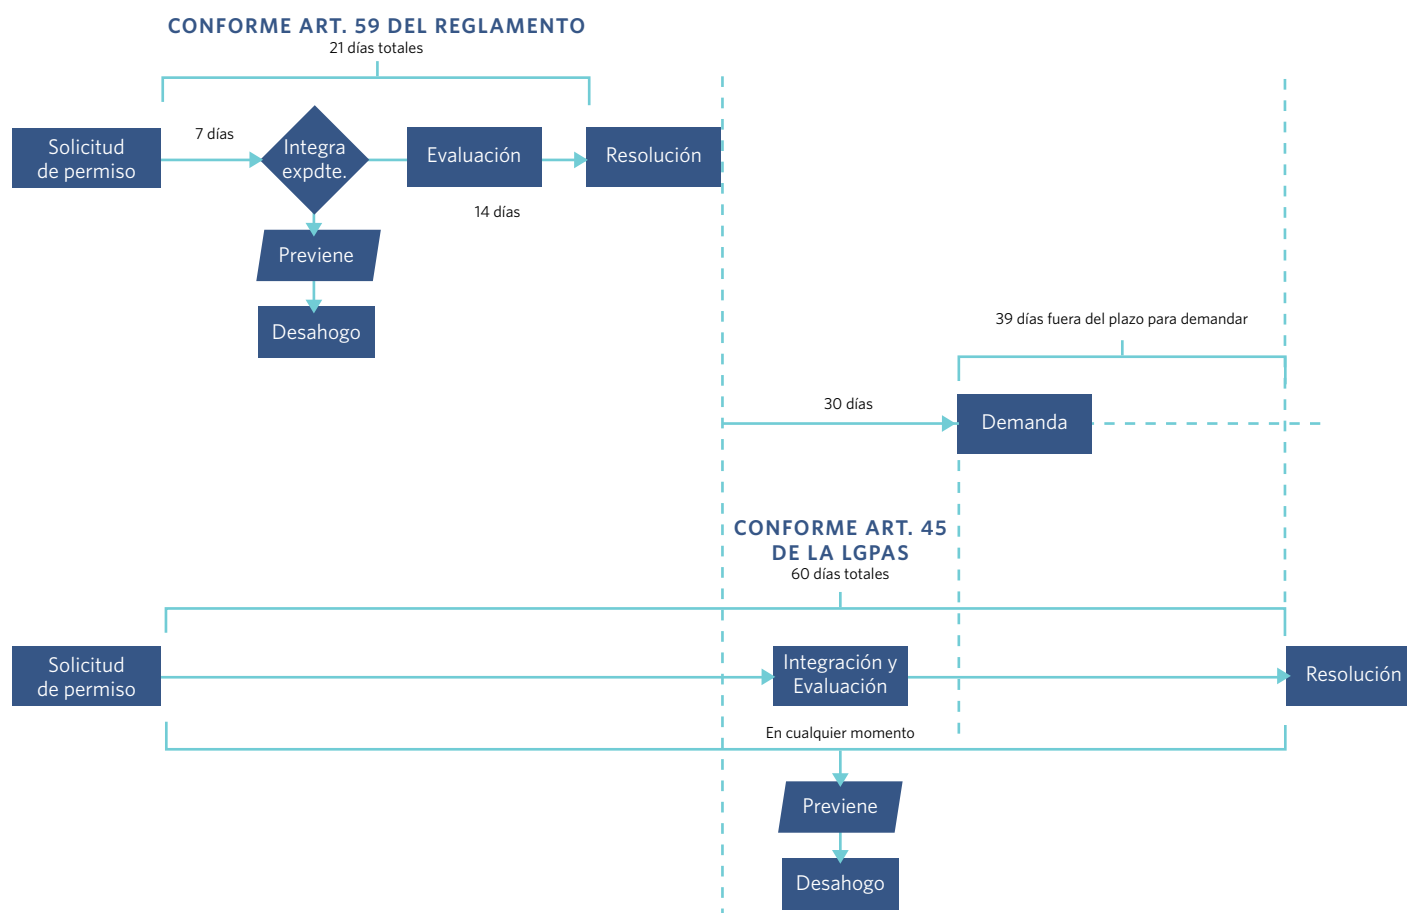 CONFORME ART. 59 DEL REGLAMENTO
21 días totales
Solicitud
de permiso
7 días
Integra
expdte.
Evaluación
Resolución
14 días
Previene
Desahogo
39 días fuera del plazo para demandar
30 días
Demanda
CONFORME ART. 45
DE LA LGPAS
60 días totales
Solicitud
de permiso
Integración y
Evaluación
Resolución
En cualquier momento
Previene
Desahogo